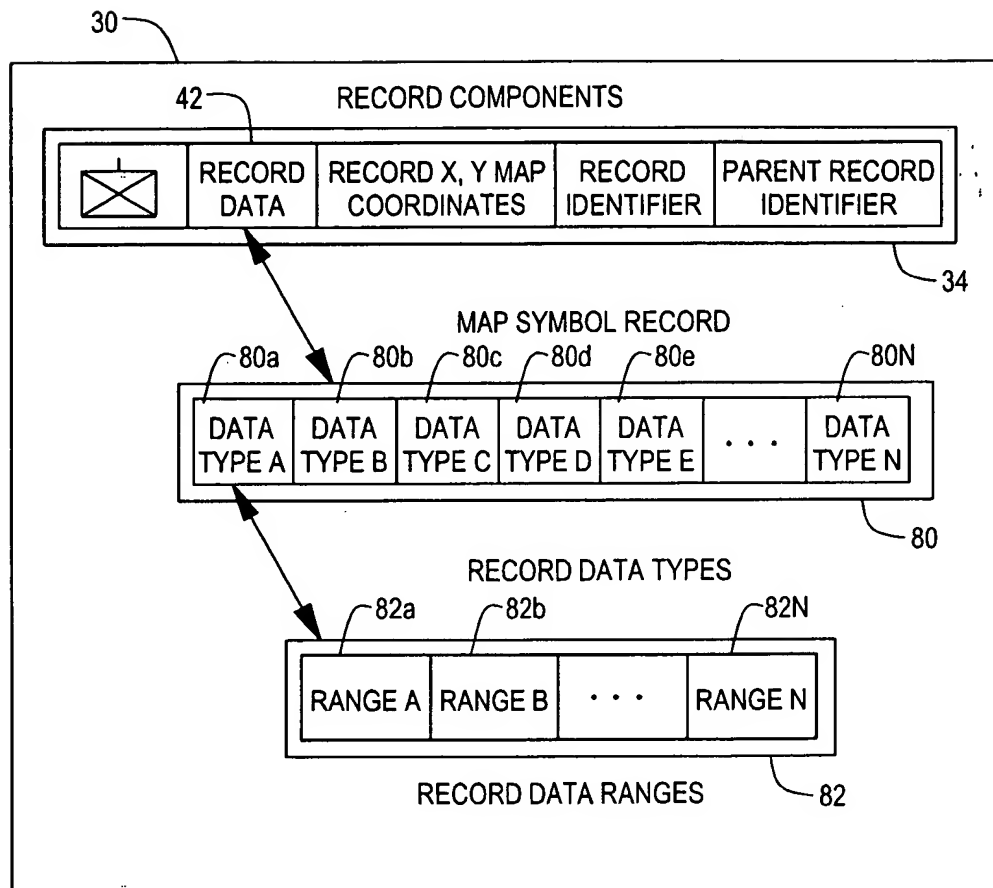 30
RECORD COMPONENTS
42
RECORD
DATA
RECORD X, Y MAP
COORDINATES
RECORD
IDENTIFIER
PARENT RECORD
IDENTIFIER
34
MAP SYMBOL RECORD
80a
80b
80c
80d
80e
80N
DATA
TYPE A
DATA
TYPE B
DATA
TYPE C
DATA
TYPE D
DATA
TYPE E
. . .
DATA
TYPE N
80
RECORD DATA TYPES
82a
82b
82N
RANGE A
RANGE B
. . .
RANGE N
82
RECORD DATA RANGES